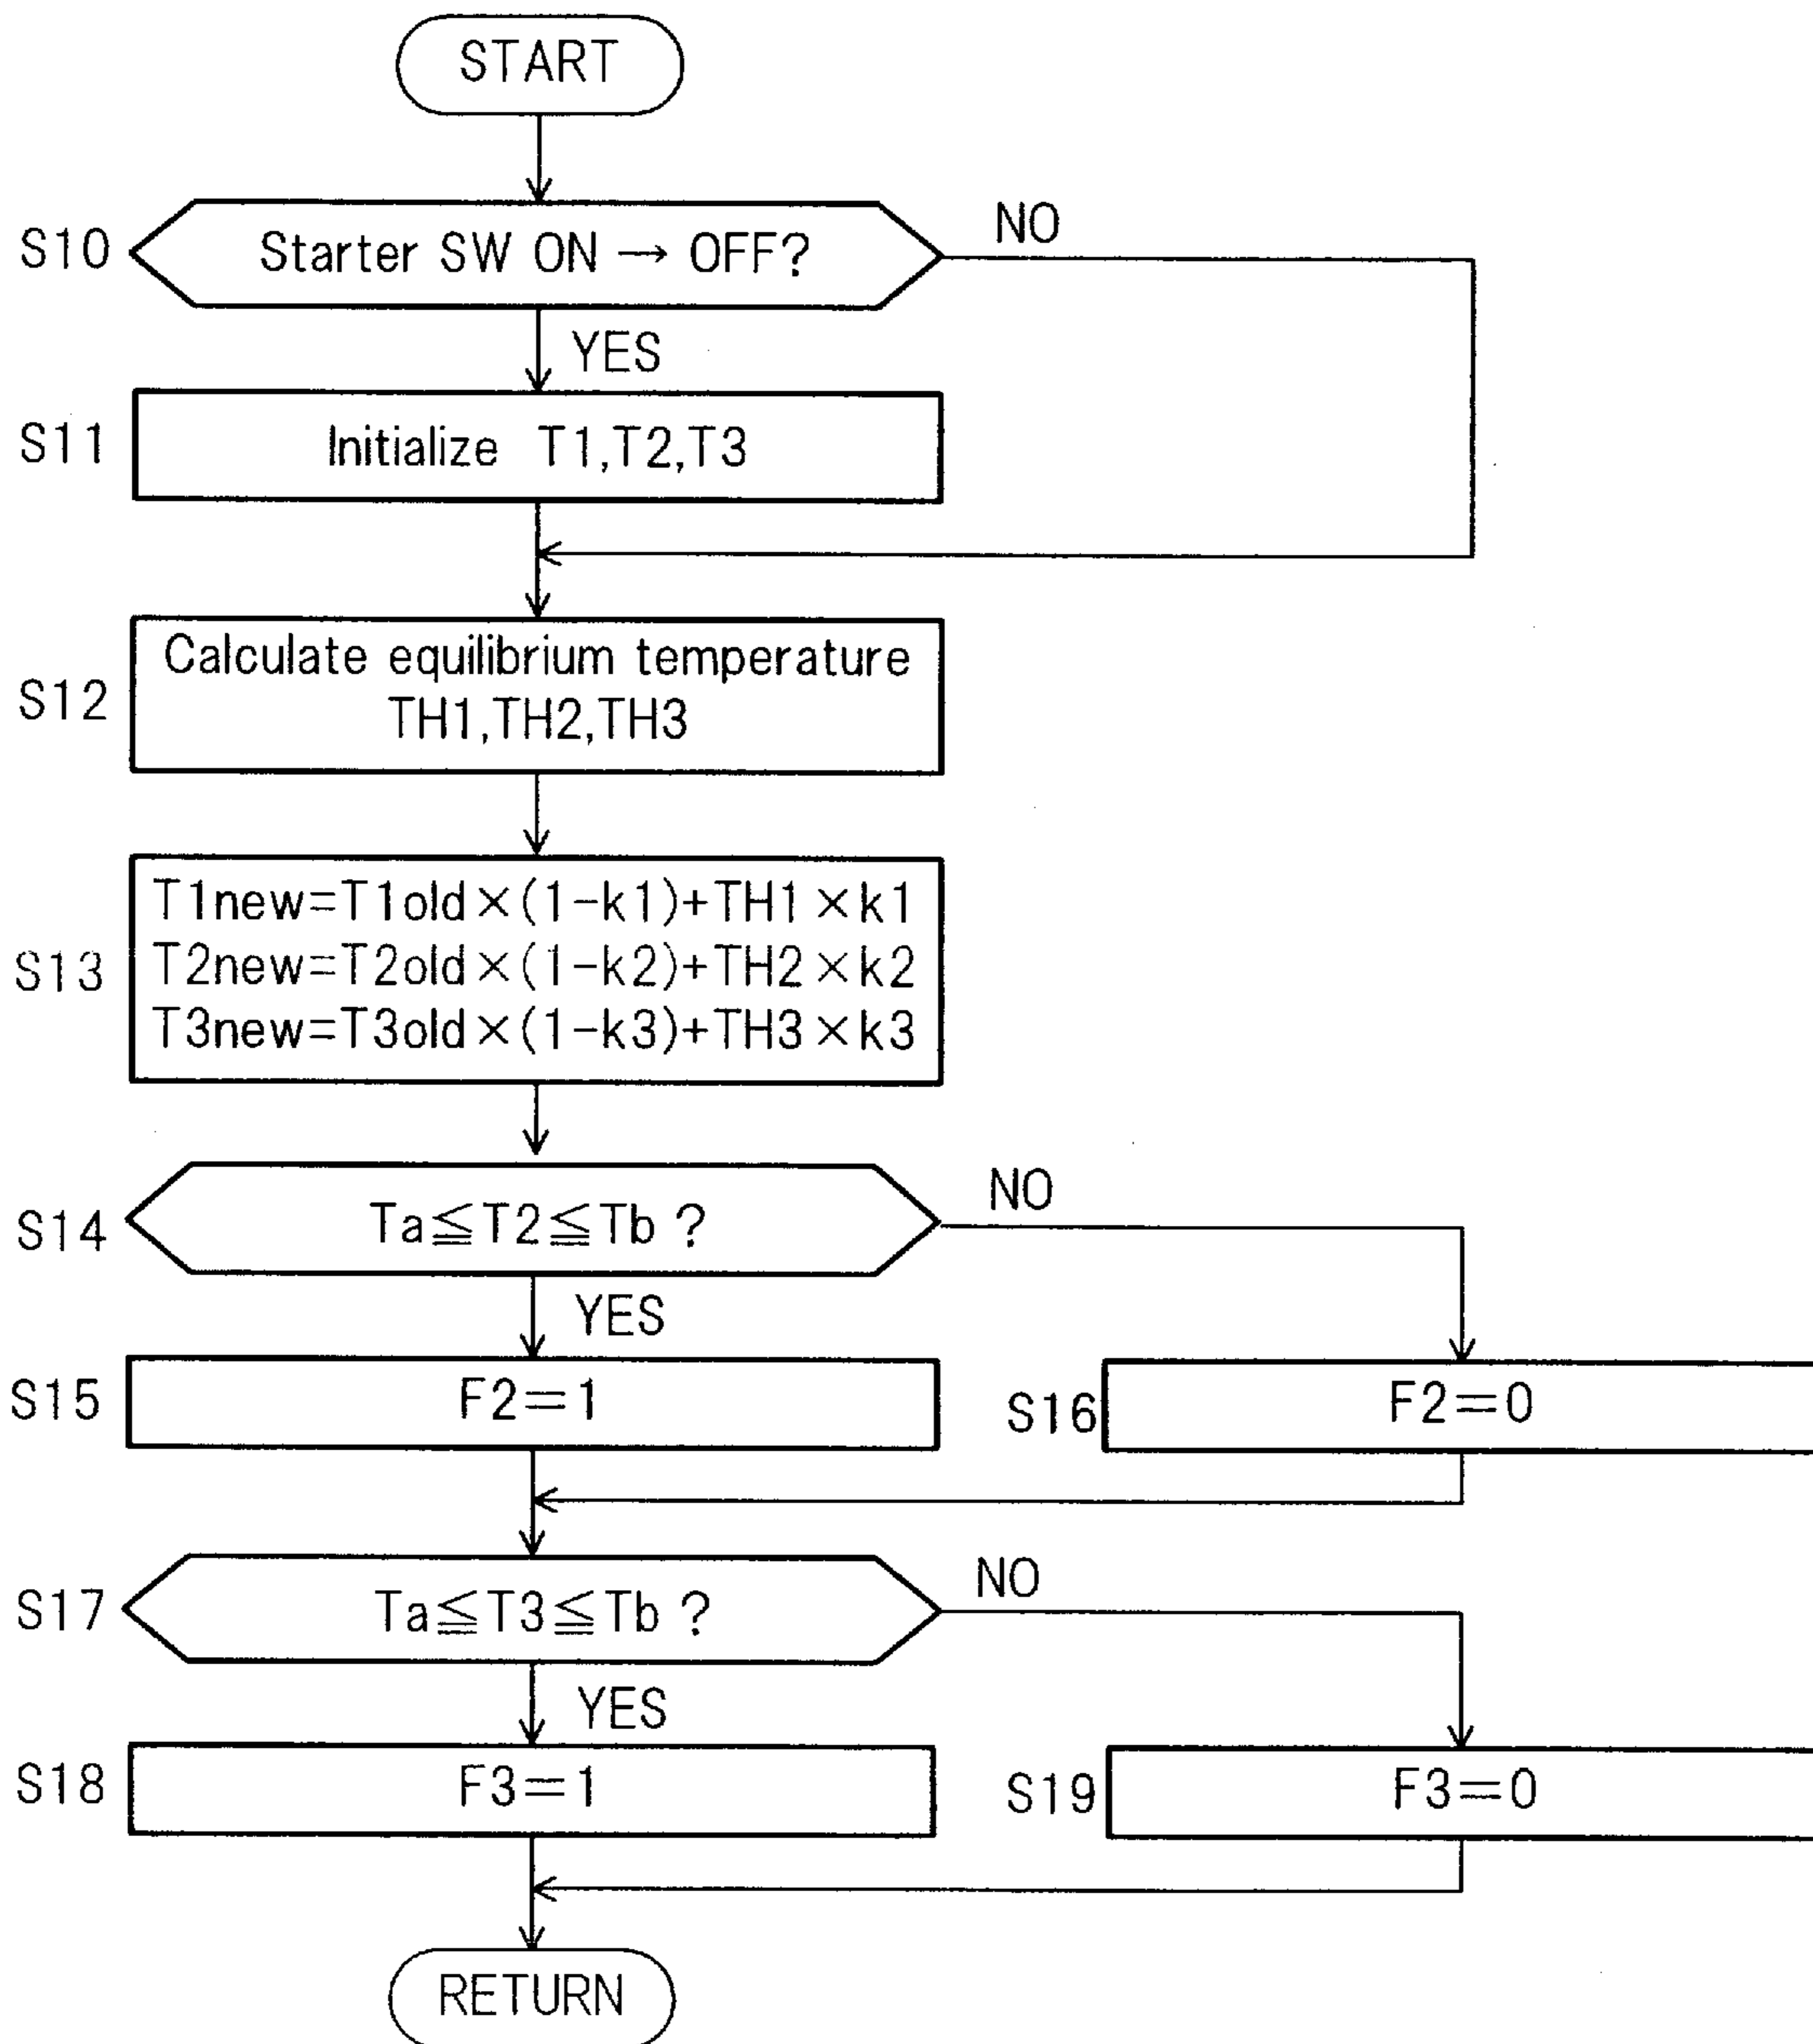 START
S10
Starter SW ON → OFF?
NO
YES
S11
Initialize T1,T2,T3
S12
Calculate equilibrium temperature
TH1,TH2,TH3
S13
T1new=T1old×(1-k1)+TH1×k1
T2new=T2old×(1-k2)+TH2×k2
T3new=T3old×(1-k3)+TH3×k3
S14
Ta≦T2≦Tb ?
NO
YES
S15
F2=1
S16
F2=0
S17
Ta≦T3≦Tb ?
NO
YES
S18
F3=1
S19
F3=0
RETURN